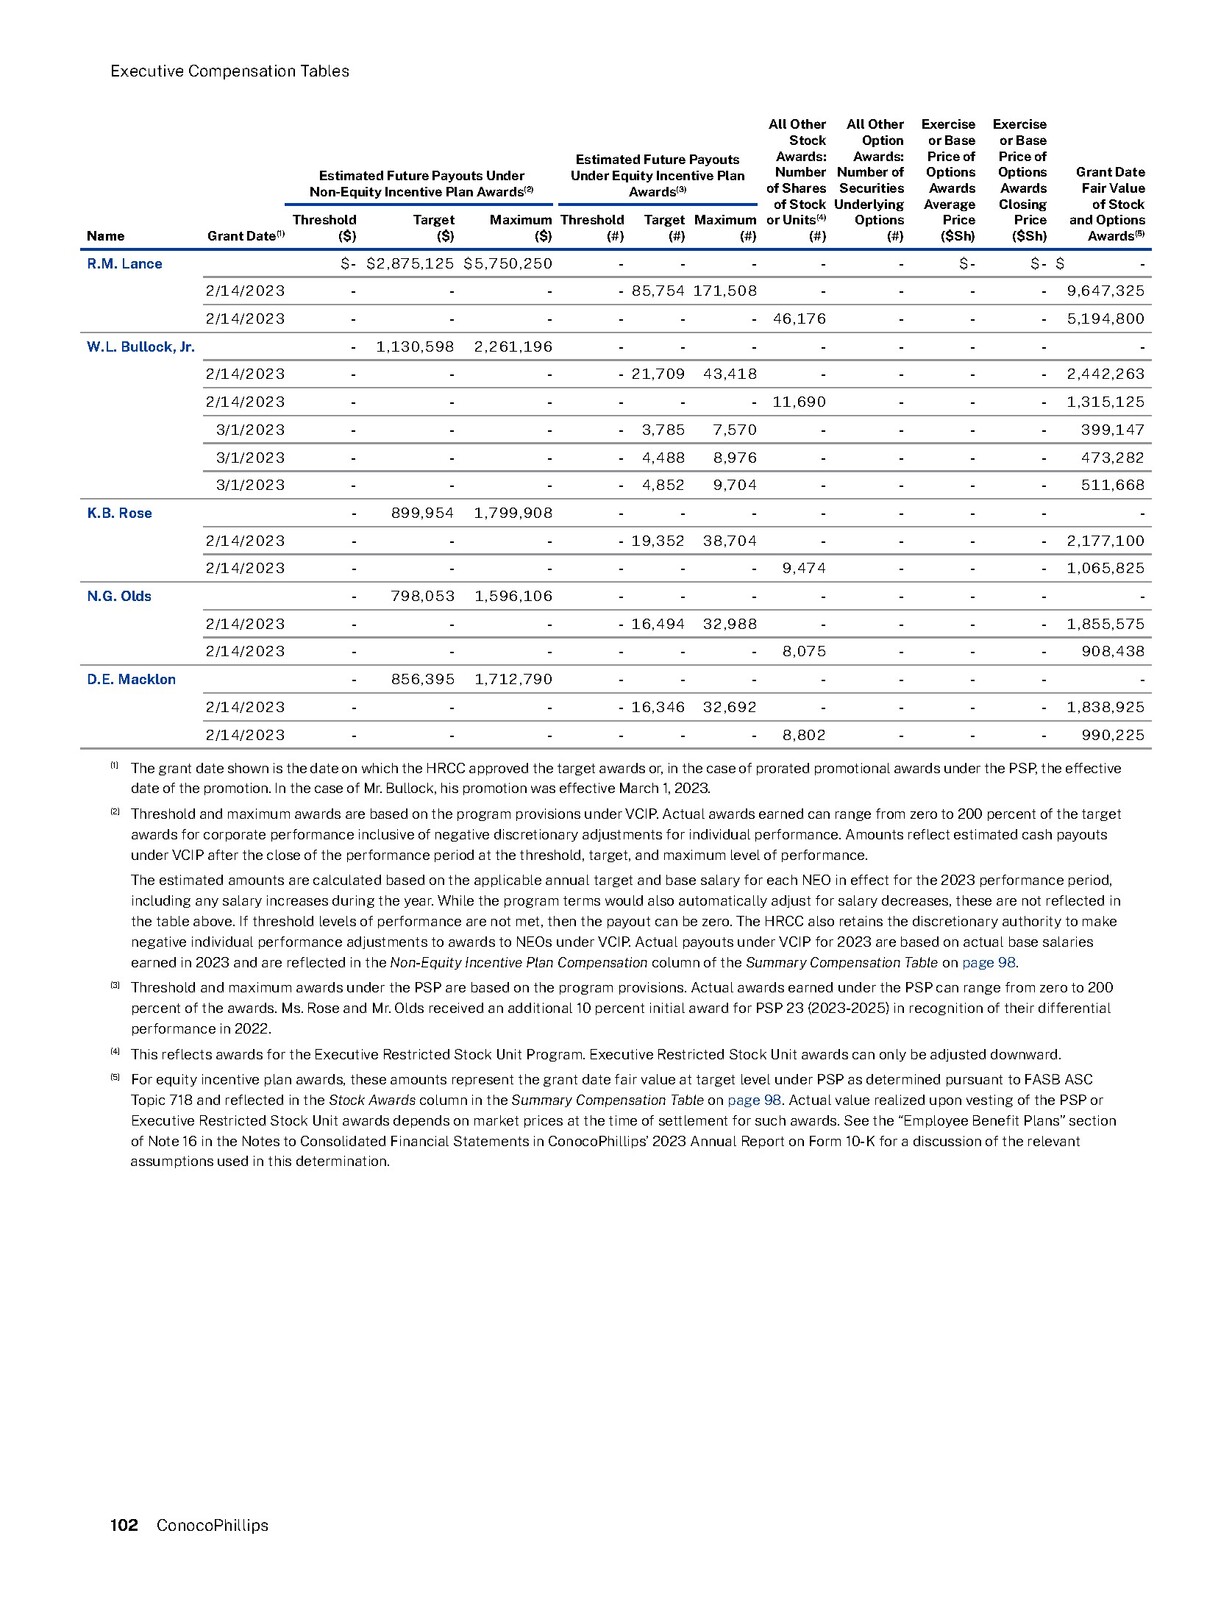 Executive Compensation Tables
All Other All Other Exercise Exercise
Stock Option or Base or Base
Estimated Future Payouts Awards: Awards: Price of Price of
Estimated Future Payouts Under Under Equity Incentive Plan Number Number of Options Options Grant Date
Non-Equity Incentive Plan Awards(2) Awards(3) of Shares Securities Awards Awards Fair Value
of Stock Underlying Average Closing of Stock
Threshold Target Maximum Threshold Target Maximum or Units(4) Options Price Price and Options
Name Grant Date(1) ($) ($) ($) (#) (#) (#) (#) (#) ($Sh) ($Sh) Awards(5)
R.M. Lance $- $2,875,125 $5,750,250 - - - - - $- $- $ -
2/14/2023 - - - - 85,754 171,508 - - - - 9,647,325
2/14/2023 - - - - - - 46,176 - - - 5,194,800
W.L. Bullock, Jr. - 1,130,598 2,261,196 - - - - - - - -
2/14/2023 - - - - 21,709 43,418 - - - - 2,442,263
2/14/2023 - - - - - - 11,690 - - - 1,315,125
3/1/2023 - - - - 3,785 7,570 - - - - 399,147
3/1/2023 - - - - 4,488 8,976 - - - - 473,282
3/1/2023 - - - - 4,852 9,704 - - - - 511,668
K.B. Rose - 899,954 1,799,908 - - - - - - - -
2/14/2023 - - - - 19,352 38,704 - - - - 2,177,100
2/14/2023 - - - - - - 9,474 - - - 1,065,825
N.G. Olds - 798,053 1,596,106 - - - - - - - -
2/14/2023 - - - - 16,494 32,988 - - - - 1,855,575
2/14/2023 - - - - - - 8,075 - - - 908,438
D.E. Macklon - 856,395 1,712,790 - - - - - - - -
2/14/2023 - - - - 16,346 32,692 - - - - 1,838,925
2/14/2023 - - - - - - 8,802 - - - 990,225
(1) The grant date shown is the date on which the HRCC approved the target awards or, in the case of prorated promotional awards under the PSP, the effective
date of the promotion. In the case of Mr. Bullock, his promotion was effective March 1, 2023.
(2) Threshold and maximum awards are based on the program provisions under VCIP. Actual awards earned can range from zero to 200 percent of the target
awards for corporate performance inclusive of negative discretionary adjustments for individual performance. Amounts reflect estimated cash payouts
under VCIP after the close of the performance period at the threshold, target, and maximum level of performance.
The estimated amounts are calculated based on the applicable annual target and base salary for each NEO in effect for the 2023 performance period,
including any salary increases during the year. While the program terms would also automatically adjust for salary decreases, these are not reflected in
the table above. If threshold levels of performance are not met, then the payout can be zero. The HRCC also retains the discretionary authority to make
negative individual performance adjustments to awards to NEOs under VCIP. Actual payouts under VCIP for 2023 are based on actual base salaries
earned in 2023 and are reflected in the Non-Equity Incentive Plan Compensation column of the Summary Compensation Table on page 98.
(3) Threshold and maximum awards under the PSP are based on the program provisions. Actual awards earned under the PSP can range from zero to 200
percent of the awards. Ms. Rose and Mr. Olds received an additional 10 percent initial award for PSP 23 (2023-2025) in recognition of their differential
performance in 2022.
(4) This reflects awards for the Executive Restricted Stock Unit Program. Executive Restricted Stock Unit awards can only be adjusted downward.
(5) For equity incentive plan awards, these amounts represent the grant date fair value at target level under PSP as determined pursuant to FASB ASC
Topic 718 and reflected in the Stock Awards column in the Summary Compensation Table on page 98. Actual value realized upon vesting of the PSP or
Executive Restricted Stock Unit awards depends on market prices at the time of settlement for such awards. See the “Employee Benefit Plans” section
of Note 16 in the Notes to Consolidated Financial Statements in ConocoPhillips’ 2023 Annual Report on Form 10-K for a discussion of the relevant
assumptions used in this determination.
102 ConocoPhillips